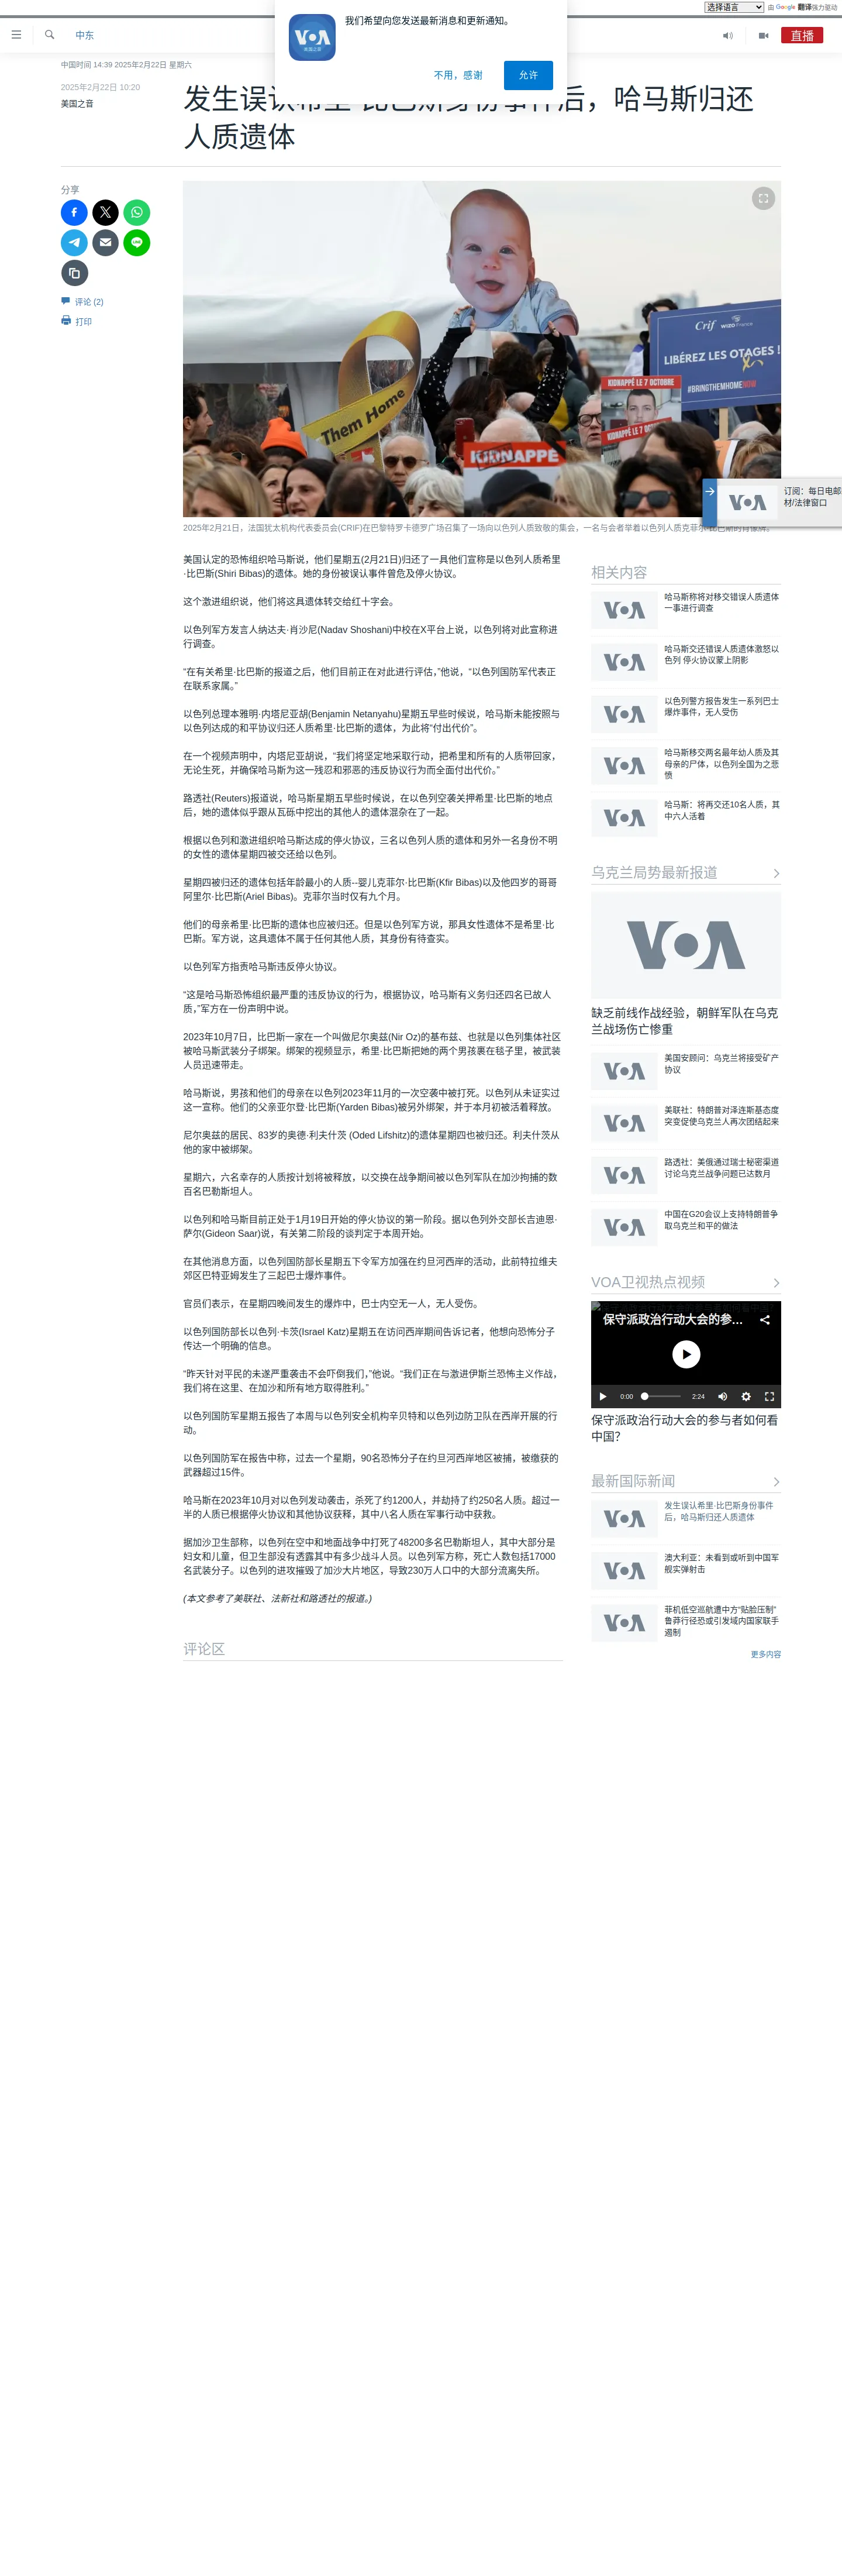 选择语言 由 Google 翻译强力驱动
我们希望向您发送最新消息和更新通知。
不用，感谢
允许
中东
直播
中国时间 14:39 2025年2月22日 星期六
2025年2月22日 10:20
美国之音
发生误认希里·比巴斯身份事件后，哈马斯归还
人质遗体
分享
评论 (2)
打印
Them Home
Crif
LIBÉREZ LES OTAGES !
#BRINGTHEMHOMENOW
KIDNAPPÉ LE 7 OCTOBRE
KIDNAPPÉ LE 7 OCTOBRE
KIDNAPPÉ
VOA
订阅：每日电邮
材/法律窗口
2025年2月21日，法国犹太机构代表委员会(CRIF)在巴黎特罗卡德罗广场召集了一场向以色列人质致敬的集会，一名与会者举着以色列人质克菲尔·比巴斯的肖像牌。
美国认定的恐怖组织哈马斯说，他们星期五(2月21日)归还了一具他们宣称是以色列人质希里
·比巴斯(Shiri Bibas)的遗体。她的身份被误认事件曾危及停火协议。
这个激进组织说，他们将这具遗体转交给红十字会。
以色列军方发言人纳达夫·肖沙尼(Nadav Shoshani)中校在X平台上说，以色列将对此宣称进
行调查。
“在有关希里·比巴斯的报道之后，他们目前正在对此进行评估，”他说，“以色列国防军代表正
在联系家属。”
以色列总理本雅明·内塔尼亚胡(Benjamin Netanyahu)星期五早些时候说，哈马斯未能按照与
以色列达成的和平协议归还人质希里·比巴斯的遗体，为此将“付出代价”。
在一个视频声明中，内塔尼亚胡说，“我们将坚定地采取行动，把希里和所有的人质带回家，
无论生死，并确保哈马斯为这一残忍和邪恶的违反协议行为而全面付出代价。”
路透社(Reuters)报道说，哈马斯星期五早些时候说，在以色列空袭关押希里·比巴斯的地点
后，她的遗体似乎跟从瓦砾中挖出的其他人的遗体混杂在了一起。
根据以色列和激进组织哈马斯达成的停火协议，三名以色列人质的遗体和另外一名身份不明
的女性的遗体星期四被交还给以色列。
星期四被归还的遗体包括年龄最小的人质--婴儿克菲尔·比巴斯(Kfir Bibas)以及他四岁的哥哥
阿里尔·比巴斯(Ariel Bibas)。克菲尔当时仅有九个月。
他们的母亲希里·比巴斯的遗体也应被归还。但是以色列军方说，那具女性遗体不是希里·比
巴斯。军方说，这具遗体不属于任何其他人质，其身份有待查实。
以色列军方指责哈马斯违反停火协议。
“这是哈马斯恐怖组织最严重的违反协议的行为，根据协议，哈马斯有义务归还四名已故人
质，”军方在一份声明中说。
2023年10月7日，比巴斯一家在一个叫做尼尔奥兹(Nir Oz)的基布兹、也就是以色列集体社区
被哈马斯武装分子绑架。绑架的视频显示，希里·比巴斯把她的两个男孩裹在毯子里，被武装
人员迅速带走。
哈马斯说，男孩和他们的母亲在以色列2023年11月的一次空袭中被打死。以色列从未证实过
这一宣称。他们的父亲亚尔登·比巴斯(Yarden Bibas)被另外绑架，并于本月初被活着释放。
尼尔奥兹的居民、83岁的奥德·利夫什茨 (Oded Lifshitz)的遗体星期四也被归还。利夫什茨从
他的家中被绑架。
星期六，六名幸存的人质按计划将被释放，以交换在战争期间被以色列军队在加沙拘捕的数
百名巴勒斯坦人。
以色列和哈马斯目前正处于1月19日开始的停火协议的第一阶段。据以色列外交部长吉迪恩·
萨尔(Gideon Saar)说，有关第二阶段的谈判定于本周开始。
在其他消息方面，以色列国防部长星期五下令军方加强在约旦河西岸的活动，此前特拉维夫
郊区巴特亚姆发生了三起巴士爆炸事件。
官员们表示，在星期四晚间发生的爆炸中，巴士内空无一人，无人受伤。
以色列国防部长以色列·卡茨(Israel Katz)星期五在访问西岸期间告诉记者，他想向恐怖分子
传达一个明确的信息。
“昨天针对平民的未遂严重袭击不会吓倒我们，”他说。“我们正在与激进伊斯兰恐怖主义作战，
我们将在这里、在加沙和所有地方取得胜利。”
以色列国防军星期五报告了本周与以色列安全机构辛贝特和以色列边防卫队在西岸开展的行
动。
以色列国防军在报告中称，过去一个星期，90名恐怖分子在约旦河西岸地区被捕，被缴获的
武器超过15件。
哈马斯在2023年10月对以色列发动袭击，杀死了约1200人，并劫持了约250名人质。超过一
半的人质已根据停火协议和其他协议获释，其中八名人质在军事行动中获救。
据加沙卫生部称，以色列在空中和地面战争中打死了48200多名巴勒斯坦人，其中大部分是
妇女和儿童，但卫生部没有透露其中有多少战斗人员。以色列军方称，死亡人数包括17000
名武装分子。以色列的进攻摧毁了加沙大片地区，导致230万人口中的大部分流离失所。
(本文参考了美联社、法新社和路透社的报道。)
评论区
相关内容
哈马斯称将对移交错误人质遗体
一事进行调查
哈马斯交还错误人质遗体激怒以
色列 停火协议蒙上阴影
以色列警方报告发生一系列巴士
爆炸事件，无人受伤
哈马斯移交两名最年幼人质及其
母亲的尸体，以色列全国为之悲
愤
哈马斯：将再交还10名人质，其
中六人活着
乌克兰局势最新报道
缺乏前线作战经验，朝鲜军队在乌克
兰战场伤亡惨重
美国安顾问：乌克兰将接受矿产
协议
美联社：特朗普对泽连斯基态度
突变促使乌克兰人再次团结起来
路透社：美俄通过瑞士秘密渠道
讨论乌克兰战争问题已达数月
中国在G20会议上支持特朗普争
取乌克兰和平的做法
VOA卫视热点视频
保守派政治行动大会的参...
0:00
2:24
保守派政治行动大会的参与者如何看
中国？
最新国际新闻
发生误认希里·比巴斯身份事件
后，哈马斯归还人质遗体
澳大利亚：未看到或听到中国军
舰实弹射击
菲机低空巡航遭中方“贴脸压制”
鲁莽行径恐或引发域内国家联手
遏制
更多内容